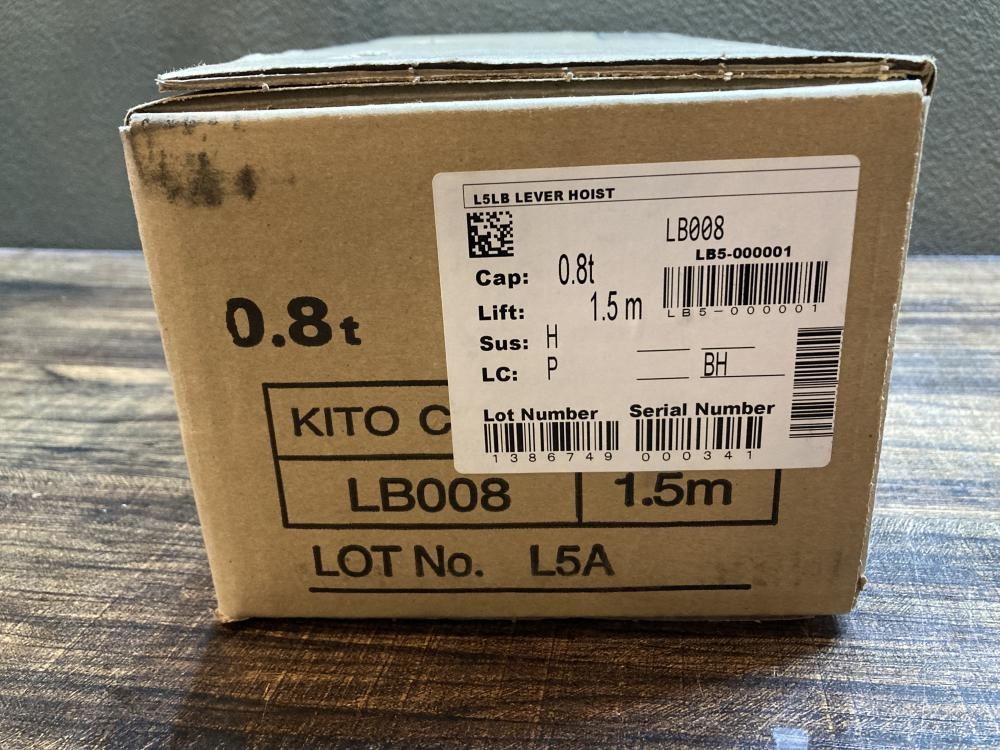 L5LB LEVER HOIST
LB008
LB5-000001
Cap: 0.8t
LB5-000001
Lift: 1.5 m
Sus: H
LC: P BH
Lot Number Serial Number
1386749 000341
0.8t
KITO C
LB008 1.5m
LOT No. L5A